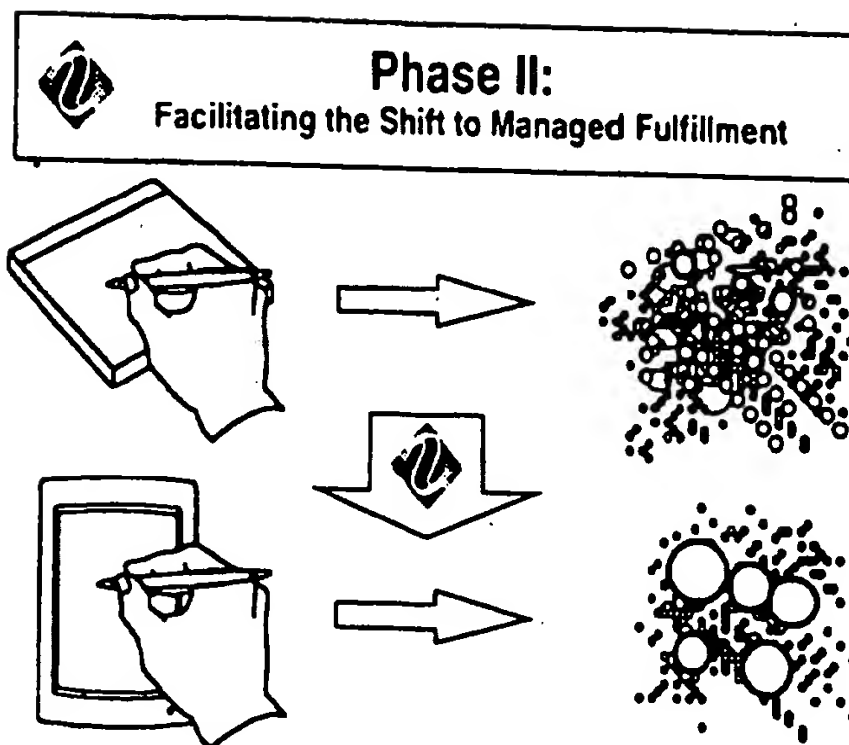 Phase II:
Facilitating the Shift to Managed Fulfillment